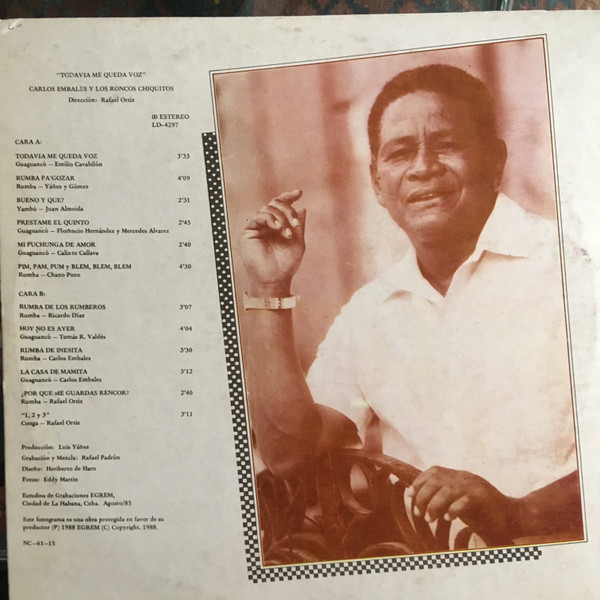 "TODAVIA ME QUEDA VOZ"
CARLOS EMBALES Y LOS RONCOS CHIQUITOS
Dirección: Rafael Ortiz
ESTEREO
LD-4297
CARA A:
TODAVIA ME QUEDA VOZ 3'33
Guaguancó — Emilio Cavahilón
RUMBA PA'GOZAR 4'09
Rumba — Yáñez y Gómez
BUENO Y QUE? 2'31
Yambú — Juan Almeida
PRESTAME EL QUINTO 2'45
Guaguancó — Florencio Hernández y Mercedes Alvarez
MI PUCHUNGA DE AMOR 2'40
Guaguancó — Calixto Callava
PIM, PAM, PUM y BLEM, BLEM, BLEM 4'30
Rumba — Chano Pozo
CARA B:
RUMBA DE LOS RUMBEROS 3'07
Rumba — Ricardo Díaz
HOY NO ES AYER 4'04
Guaguancó — Tomás R. Valdés
RUMBA DE INESITA 3'30
Rumba — Carlos Embales
LA CASA DE MAMITA 3'12
Guaguancó — Carlos Embales
¿POR QUE ME GUARDAS RENCOR? 2'40
Rumba — Rafael Ortiz
"1, 2 y 3" 3'11
Conga — Rafael Ortiz
Producción: Luis Yáñez
Grabación y Mezcla: Rafael Padrón
Diseño: Heriberto de Haro
Fotos: Eddy Martin
Estudios de Grabaciones EGREM,
Ciudad de La Habana, Cuba. Agosto/85
Este fonograma es una obra protegida en favor de su
productor (P) 1988 EGREM (C) Copyright. 1988.
NC—61—15